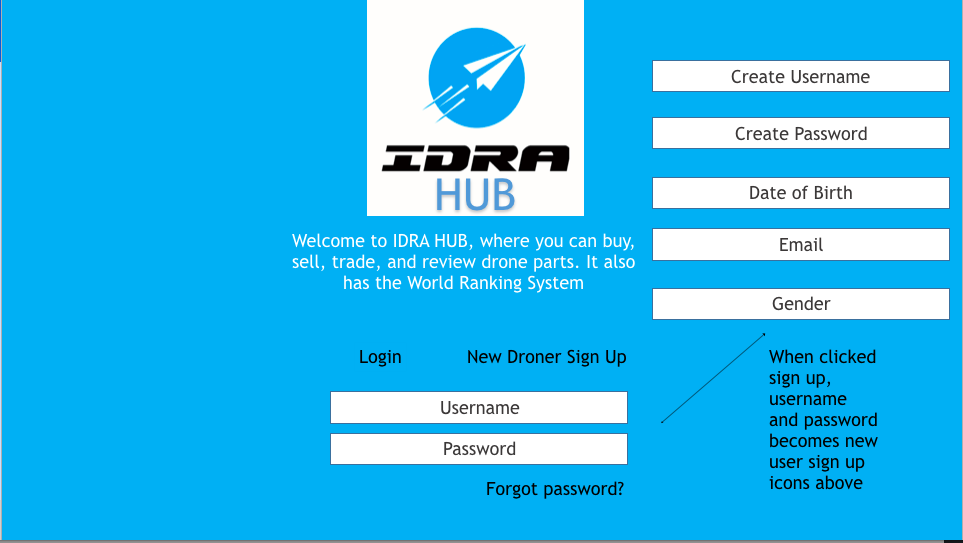 IDRA
HUB
Welcome to IDRA HUB, where you can buy,
sell, trade, and review drone parts. It also
has the World Ranking System
Login
New Droner Sign Up
Username
Password
Forgot password?
Create Username
Create Password
Date of Birth
Email
Gender
When clicked
sign up,
username
and password
becomes new
user sign up
icons above